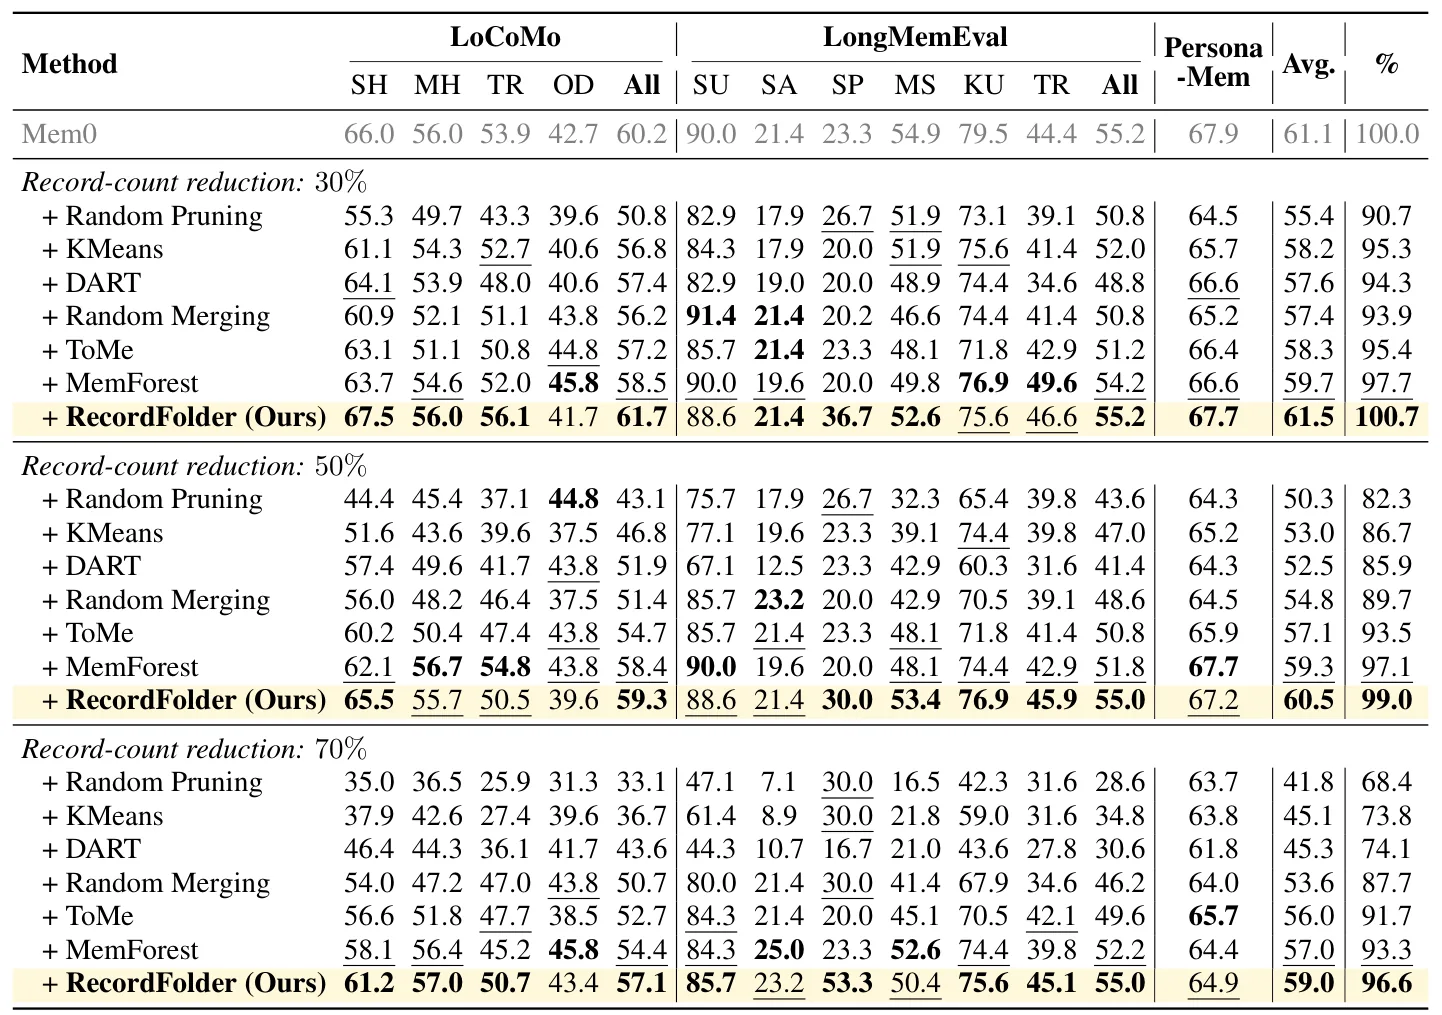 Method LoCoMo LongMemEval Persona-Mem Avg. %
SH MH TR OD All SU SA SP MS KU TR All
Mem0 66.0 56.0 53.9 42.7 60.2 90.0 21.4 23.3 54.9 79.5 44.4 55.2 67.9 61.1 100.0
Record-count reduction: 30%
+ Random Pruning 55.3 49.7 43.3 39.6 50.8 82.9 17.9 26.7 51.9 73.1 39.1 50.8 64.5 55.4 90.7
+ KMeans 61.1 54.3 52.7 40.6 56.8 84.3 17.9 20.0 51.9 75.6 41.4 52.0 65.7 58.2 95.3
+ DART 64.1 53.9 48.0 40.6 57.4 82.9 19.0 20.0 48.9 74.4 34.6 48.8 66.6 57.6 94.3
+ Random Merging 60.9 52.1 51.1 43.8 56.2 91.4 21.4 20.2 46.6 74.4 41.4 50.8 65.2 57.4 93.9
+ ToMe 63.1 51.1 50.8 44.8 57.2 85.7 21.4 23.3 48.1 71.8 42.9 51.2 66.4 58.3 95.4
+ MemForest 63.7 54.6 52.0 45.8 58.5 90.0 19.6 20.0 49.8 76.9 49.6 54.2 66.6 59.7 97.7
+ RecordFolder (Ours) 67.5 56.0 56.1 41.7 61.7 88.6 21.4 36.7 52.6 75.6 46.6 55.2 67.7 61.5 100.7
Record-count reduction: 50%
+ Random Pruning 44.4 45.4 37.1 44.8 43.1 75.7 17.9 26.7 32.3 65.4 39.8 43.6 64.3 50.3 82.3
+ KMeans 51.6 43.6 39.6 37.5 46.8 77.1 19.6 23.3 39.1 74.4 39.8 47.0 65.2 53.0 86.7
+ DART 57.4 49.6 41.7 43.8 51.9 67.1 12.5 23.3 42.9 60.3 31.6 41.4 64.3 52.5 85.9
+ Random Merging 56.0 48.2 46.4 37.5 51.4 85.7 23.2 20.0 42.9 70.5 39.1 48.6 64.5 54.8 89.7
+ ToMe 60.2 50.4 47.4 43.8 54.7 85.7 21.4 23.3 48.1 71.8 41.4 50.8 65.9 57.1 93.5
+ MemForest 62.1 56.7 54.8 43.8 58.4 90.0 19.6 20.0 48.1 74.4 42.9 51.8 67.7 59.3 97.1
+ RecordFolder (Ours) 65.5 55.7 50.5 39.6 59.3 88.6 21.4 30.0 53.4 76.9 45.9 55.0 67.2 60.5 99.0
Record-count reduction: 70%
+ Random Pruning 35.0 36.5 25.9 31.3 33.1 47.1 7.1 30.0 16.5 42.3 31.6 28.6 63.7 41.8 68.4
+ KMeans 37.9 42.6 27.4 39.6 36.7 61.4 8.9 30.0 21.8 59.0 31.6 34.8 63.8 45.1 73.8
+ DART 46.4 44.3 36.1 41.7 43.6 44.3 10.7 16.7 21.0 43.6 27.8 30.6 61.8 45.3 74.1
+ Random Merging 54.0 47.2 47.0 43.8 50.7 80.0 21.4 30.0 41.4 67.9 34.6 46.2 64.0 53.6 87.7
+ ToMe 56.6 51.8 47.7 38.5 52.7 84.3 21.4 20.0 45.1 70.5 42.1 49.6 65.7 56.0 91.7
+ MemForest 58.1 56.4 45.2 45.8 54.4 84.3 25.0 23.3 52.6 74.4 39.8 52.2 64.4 57.0 93.3
+ RecordFolder (Ours) 61.2 57.0 50.7 43.4 57.1 85.7 23.2 53.3 50.4 75.6 45.1 55.0 64.9 59.0 96.6